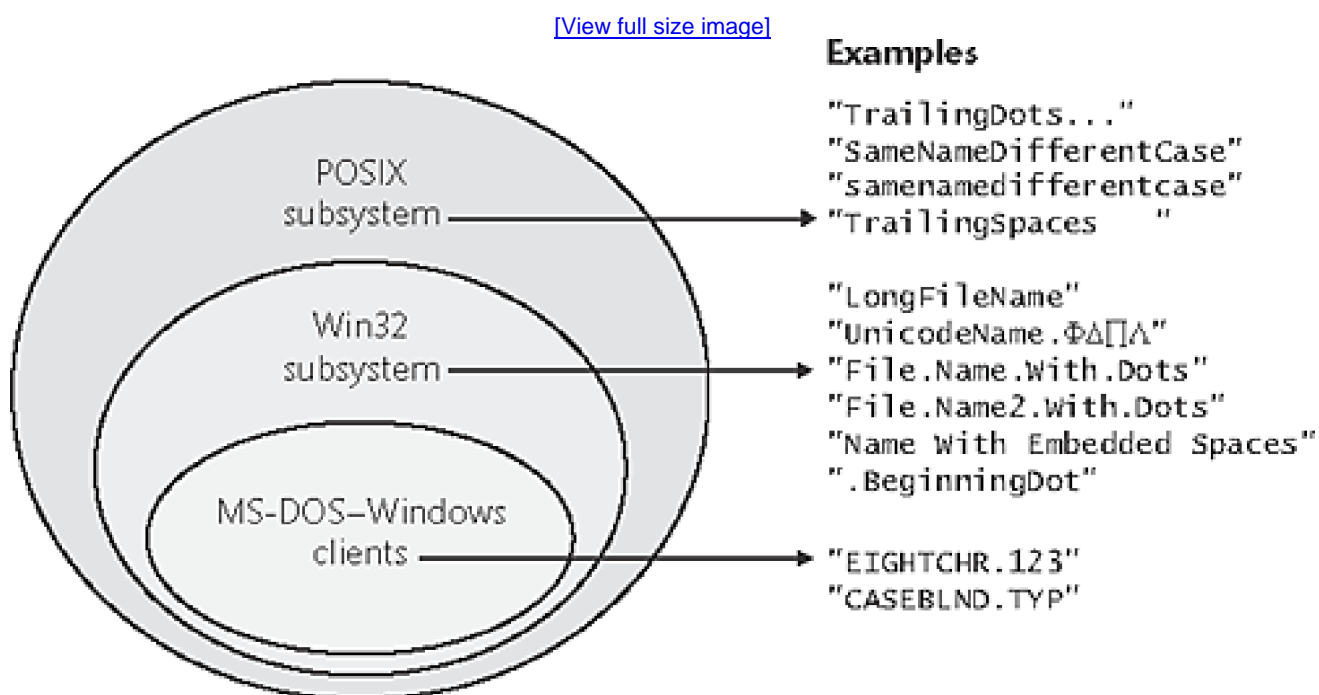 [View full size image]
Examples
POSIX
subsystem
"TrailingDots..."
"SameNameDifferentCase"
"samenamedifferentcase"
"TrailingSpaces   "
Win32
subsystem
"LongFileName"
"UnicodeName.ΦΔΠΛ"
"File.Name.With.Dots"
"File.Name2.With.Dots"
"Name With Embedded Spaces"
".BeginningDot"
MS-DOS–Windows
clients
"EIGHTCHR.123"
"CASEBLND.TYP"